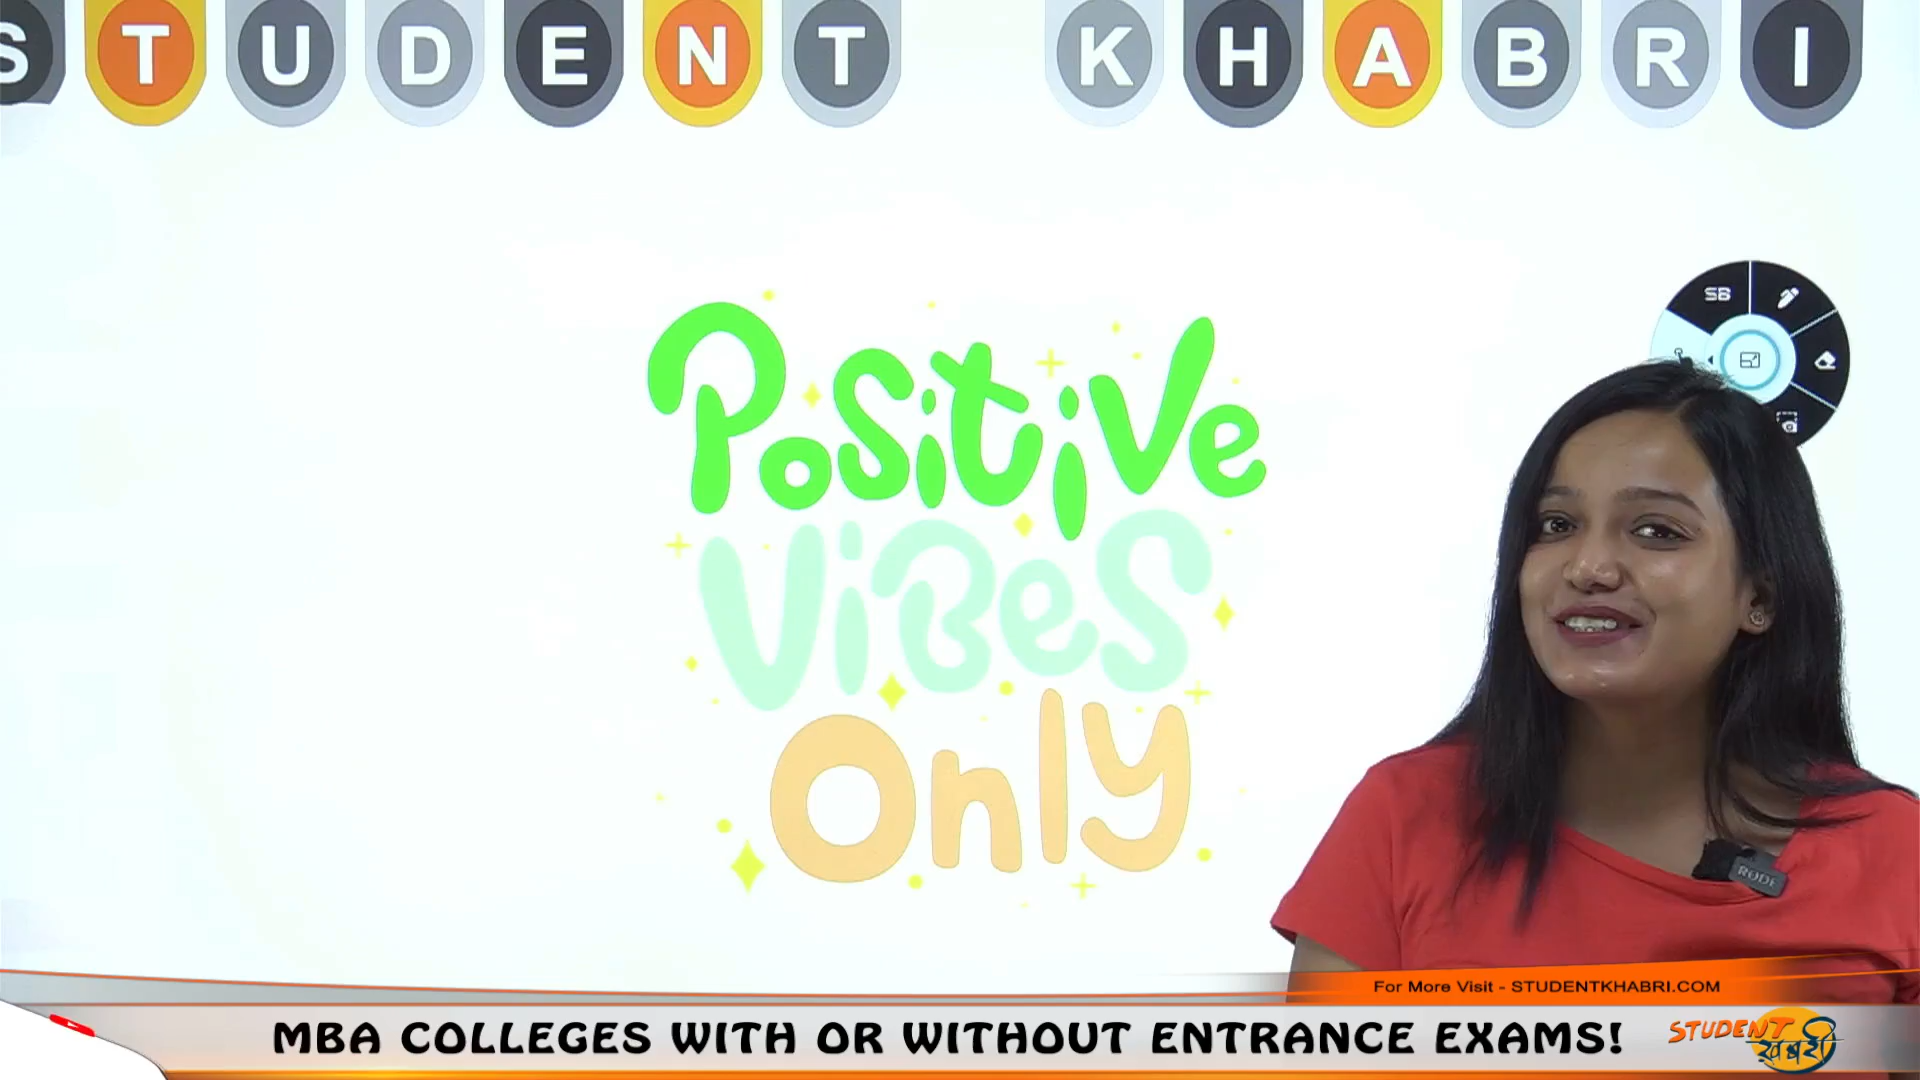 STUDENT KHABRI
SB
Positive
ViBes
Only
RODE
For More Visit - STUDENTKHABRI.COM
MBA COLLEGES WITH OR WITHOUT ENTRANCE EXAMS!
STUDENT
ख़बरी